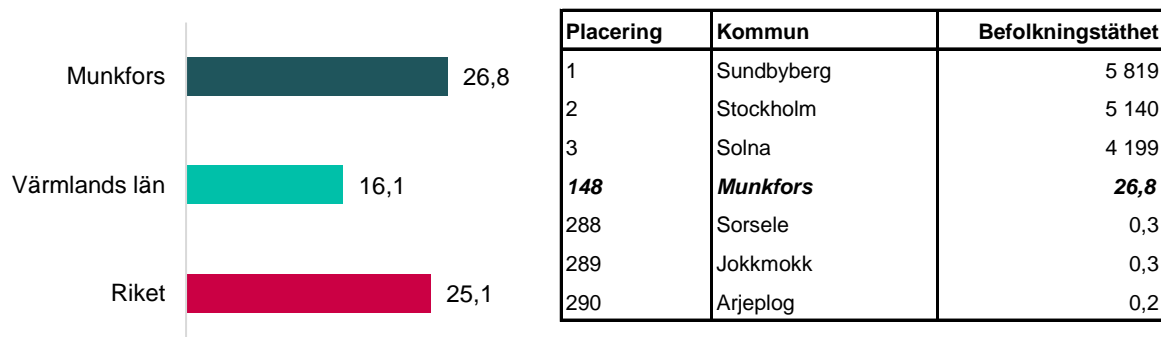 Munkfors 26,8
Värmlands län 16,1
Riket 25,1
Placering Kommun Befolkningstäthet
1 Sundbyberg 5 819
2 Stockholm 5 140
3 Solna 4 199
148 Munkfors 26,8
288 Sorsele 0,3
289 Jokkmokk 0,3
290 Arjeplog 0,2